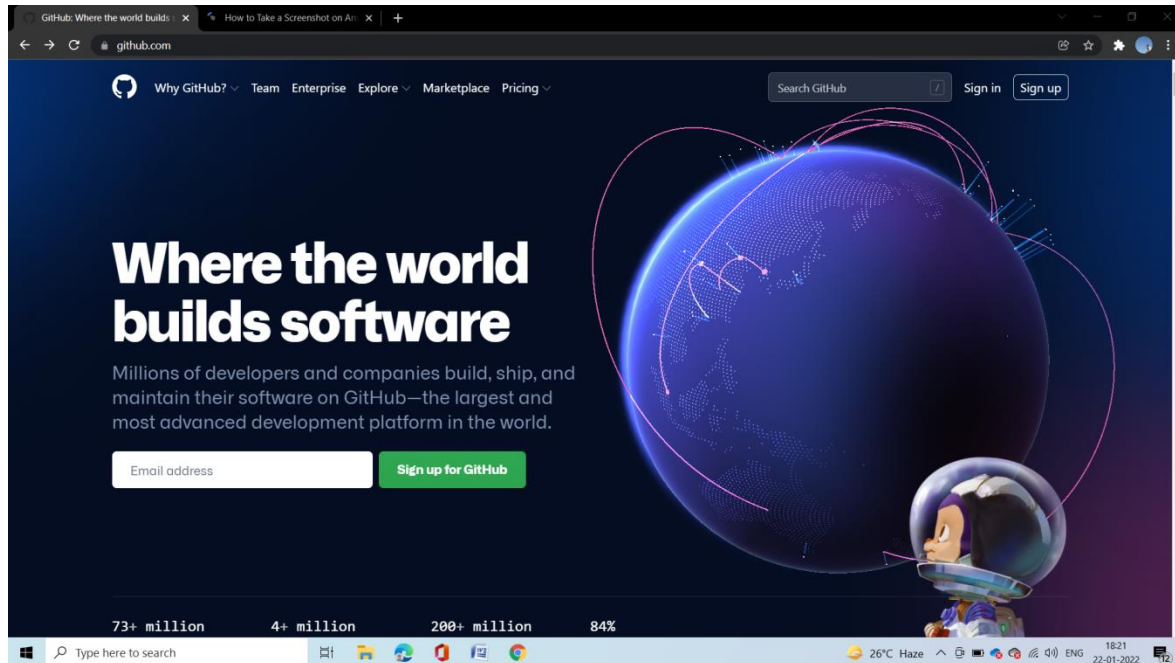 GitHub: Where the world builds s
How to Take a Screenshot on An
github.com
Why GitHub? Team Enterprise Explore Marketplace Pricing
Search GitHub /
Sign in Sign up
Where the world
builds software
Millions of developers and companies build, ship, and
maintain their software on GitHub—the largest and
most advanced development platform in the world.
Email address
Sign up for GitHub
73+ million 4+ million 200+ million 84%
Type here to search
26°C Haze
ENG
18:21
22-01-2022
12